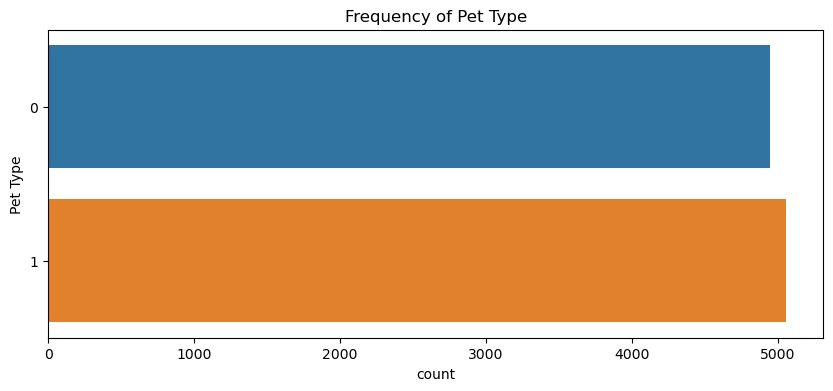 Frequency of Pet Type
Pet Type
0
1
0 1000 2000 3000 4000 5000
count